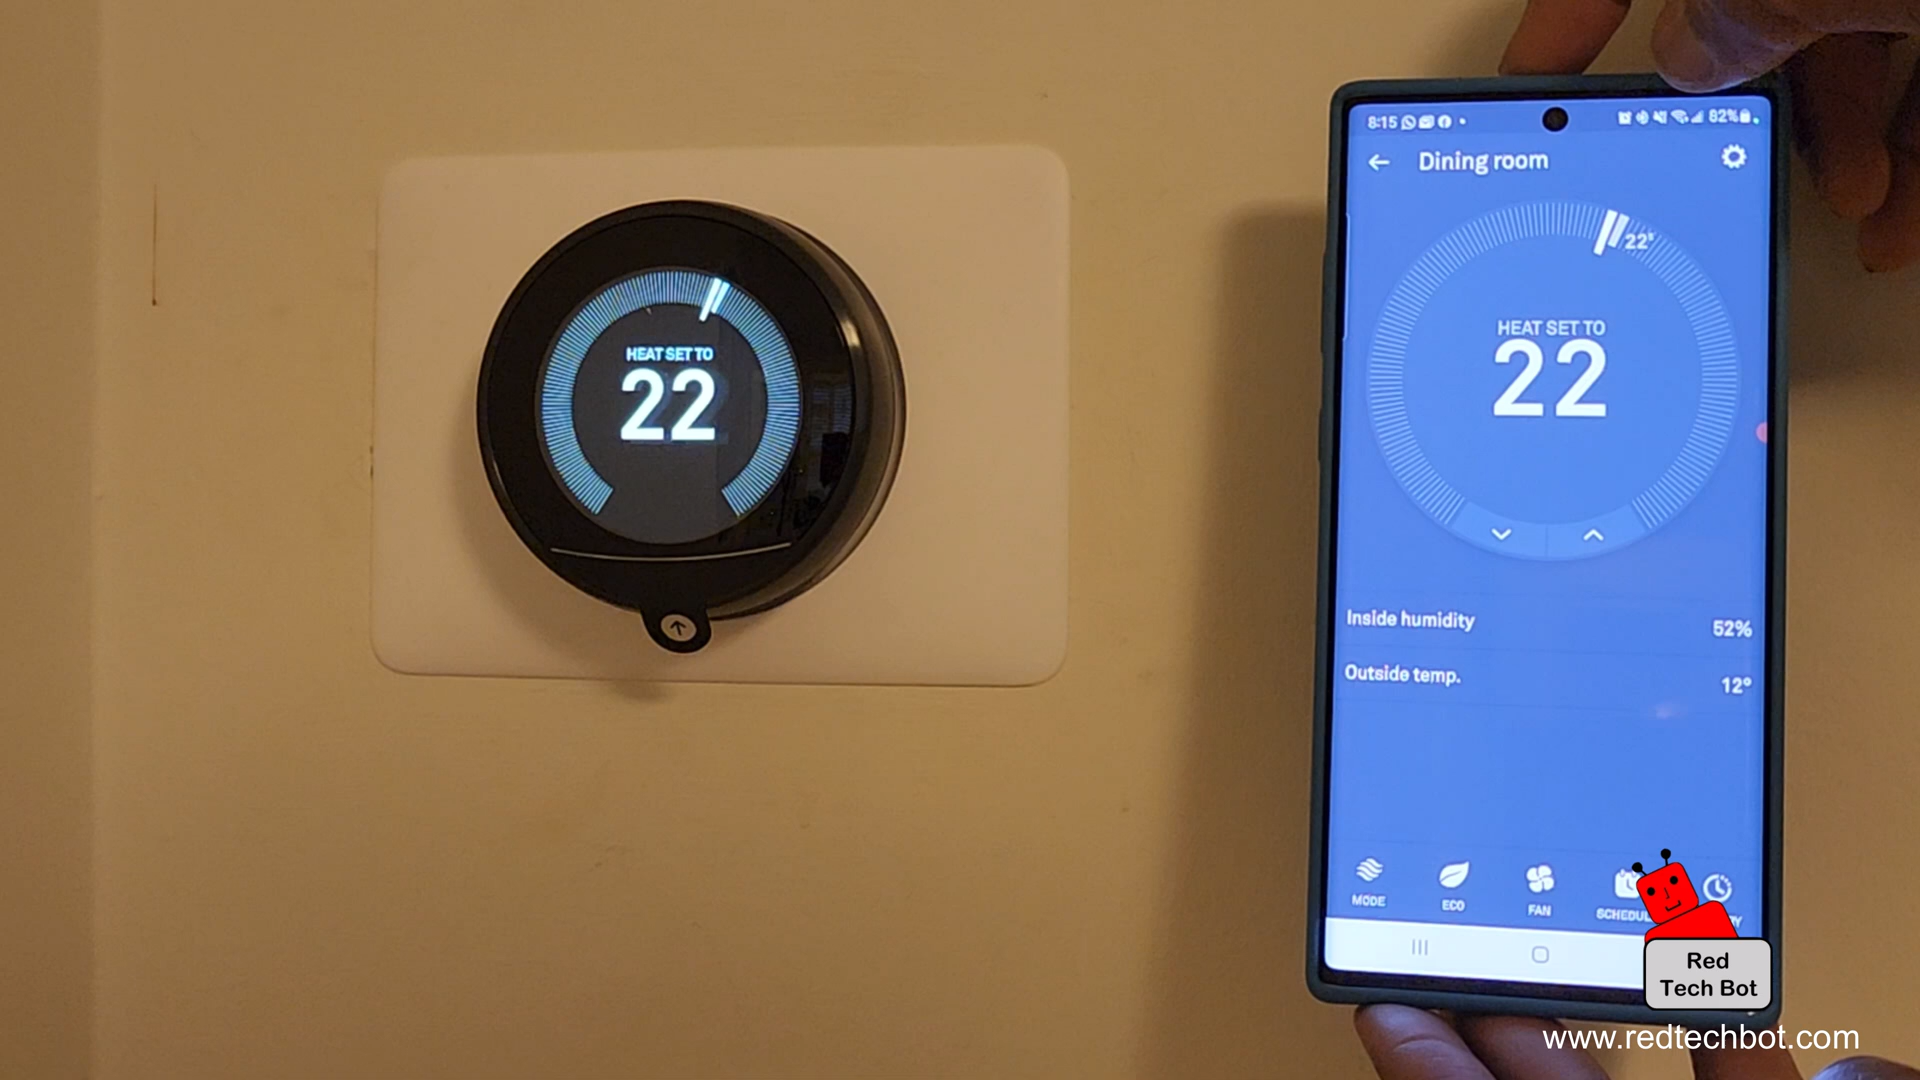 HEAT SET TO
22
8:15
82%
Dining room
22⁵
HEAT SET TO
22
Inside humidity
52%
Outside temp.
12°
MODE
ECO
FAN
Red
Tech Bot
www.redtechbot.com